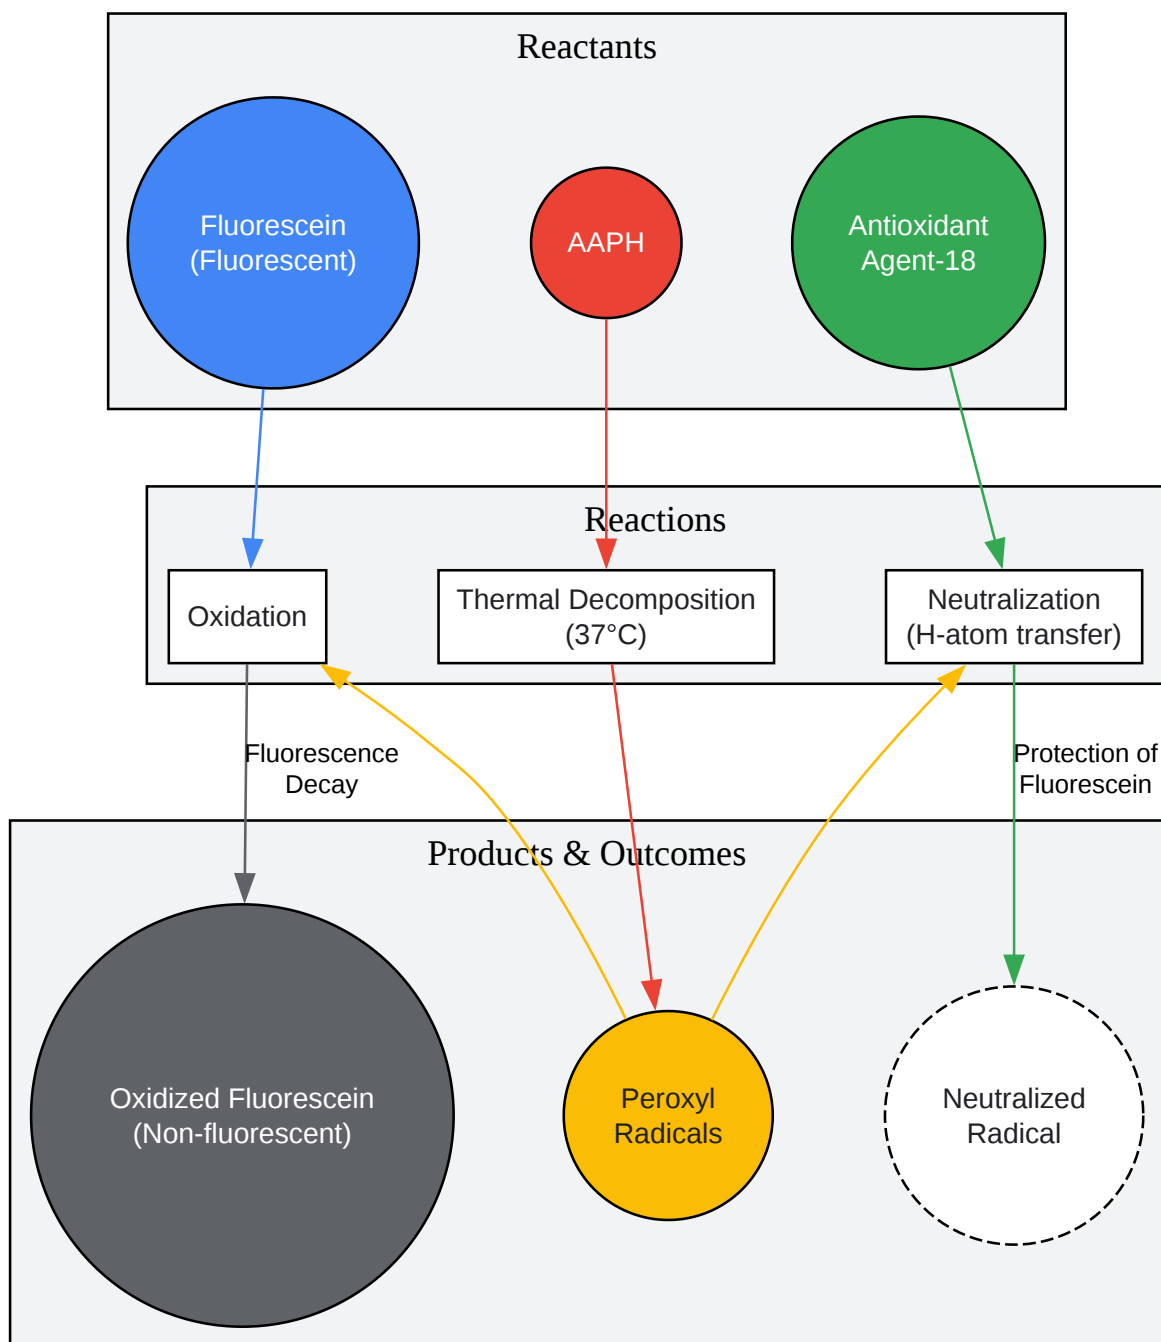 Reactants
Fluorescein
(Fluorescent)
AAPH
Antioxidant
Agent-18
Reactions
Oxidation
Thermal Decomposition
(37°C)
Neutralization
(H-atom transfer)
Fluorescence
Decay
Protection of
Fluorescein
Products & Outcomes
Oxidized Fluorescein
(Non-fluorescent)
Peroxyl
Radicals
Neutralized
Radical